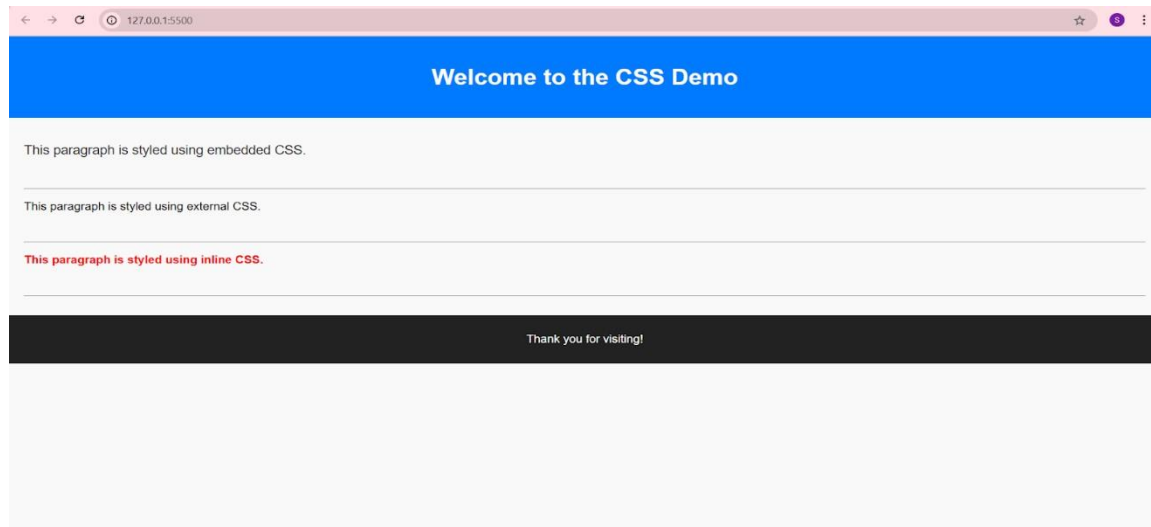 127.0.0.1:5500
S
Welcome to the CSS Demo
This paragraph is styled using embedded CSS.
This paragraph is styled using external CSS.
This paragraph is styled using inline CSS.
Thank you for visiting!